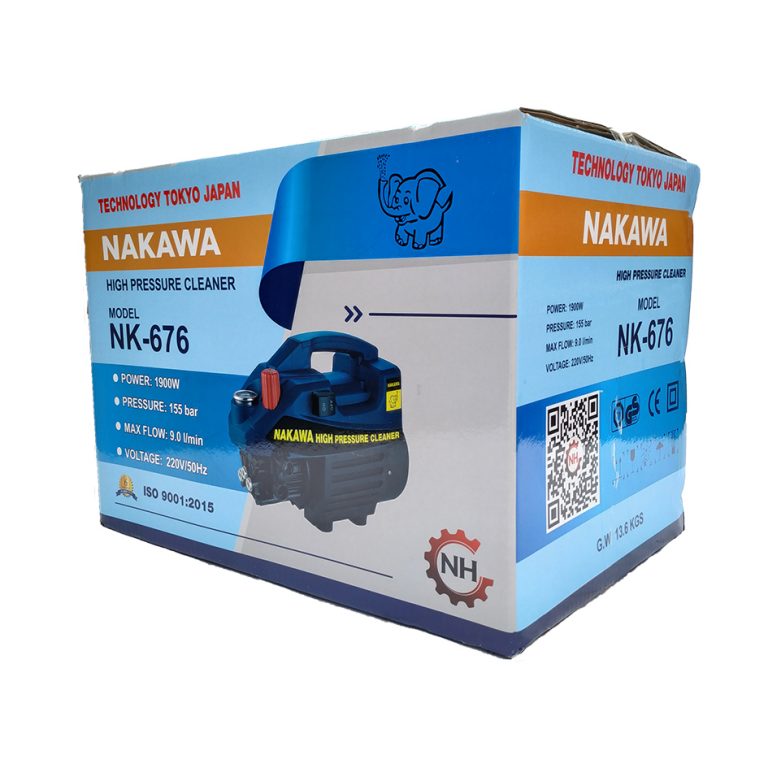 TECHNOLOGY TOKYO JAPAN
NAKAWA
HIGH PRESSURE CLEANER
MODEL
NK-676
POWER: 1900W
PRESSURE: 155 bar
MAX FLOW: 9.0 l/min
VOLTAGE: 220V/50Hz
ISO 9001:2015
NAKAWA
NAKAWA HIGH PRESSURE CLEANER
NH
TECHNOLOGY TOKYO JAPAN
NAKAWA
HIGH PRESSURE CLEANER
MODEL
NK-676
POWER: 1900W
PRESSURE: 155 bar
MAX FLOW: 9.0 l/min
VOLTAGE: 220V/50Hz
NH
GS
CE
G.W 13.6 KGS